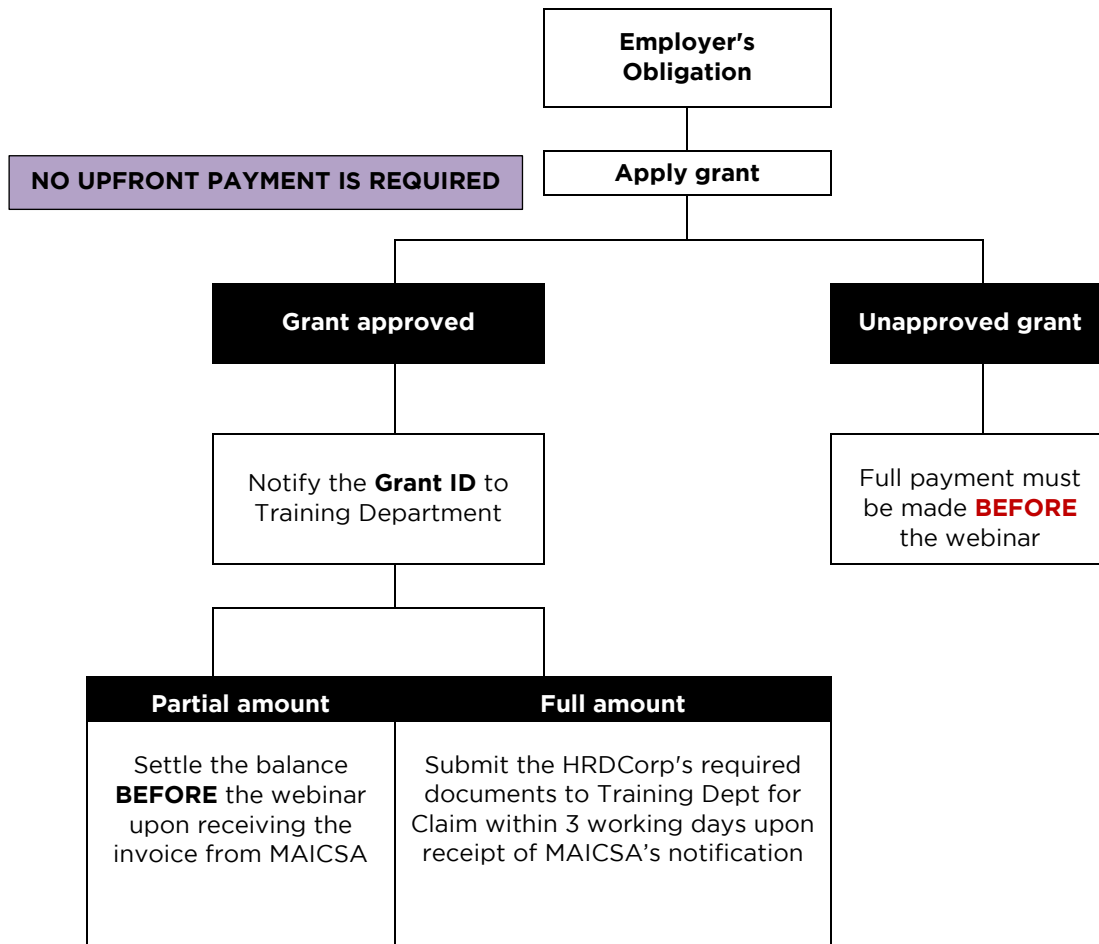 Employer's
Obligation
NO UPFRONT PAYMENT IS REQUIRED
Apply grant
Grant approved
Unapproved grant
Notify the Grant ID to
Training Department
Full payment must
be made BEFORE
the webinar
Partial amount
Full amount
Settle the balance
BEFORE the webinar
upon receiving the
invoice from MAICSA
Submit the HRDCorp's required
documents to Training Dept for
Claim within 3 working days upon
receipt of MAICSA’s notification